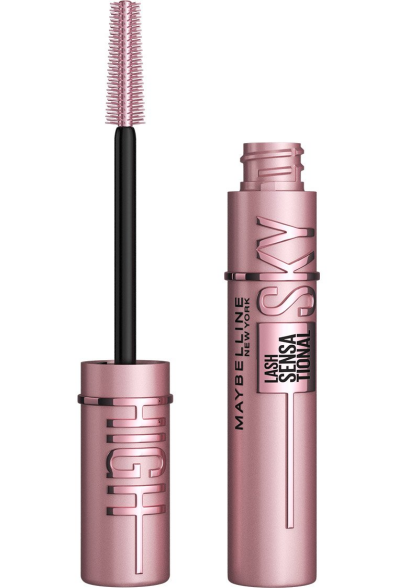 HIGH
SKY
MAYBELLINE
NEW YORK
LASH
SENSA
TIONAL